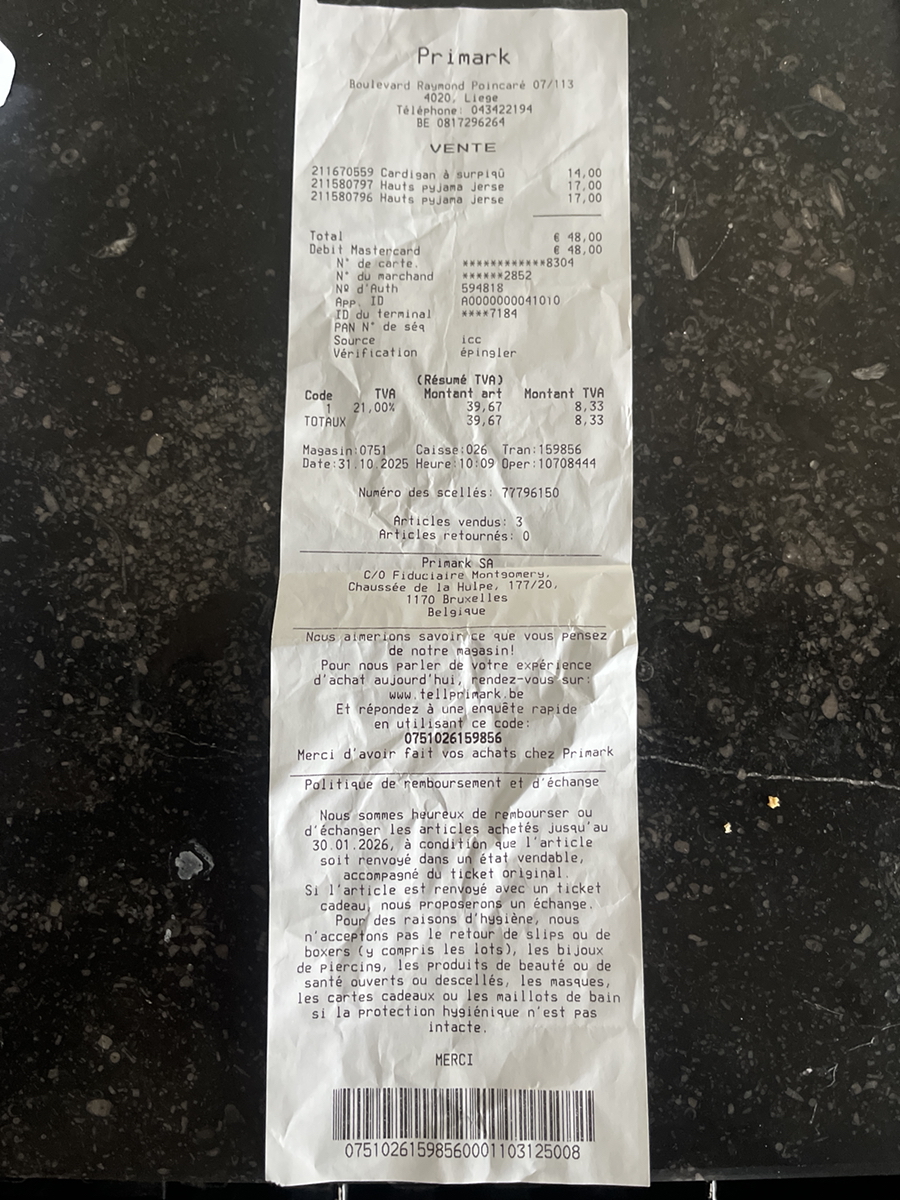 Primark
Boulevard Raymond Poincaré 07/113
4020, Liege
Téléphone: 043422194
BE 0817296264
VENTE
211670559 Cardigan à surpiqû 14,00
211580797 Hauts pyjama Jerse 17,00
211580796 Hauts pyjama Jerse 17,00
Total € 48,00
Debit Mastercard € 48,00
N° de carte. ************8304
N° du marchand ******2852
Nº d'Auth 594818
App. ID A0000000041010
ID du terminal ****7184
PAN N° de séq
Source icc
Vérification épingler
(Résumé TVA)
Code TVA Montant art Montant TVA
1 21,00% 39,67 8,33
TOTAUX 39,67 8,33
Magasin:0751 Caisse:026 Tran:159856
Date:31.10.2025 Heure:10:09 Oper:10708444
Numéro des scellés: 77796150
Articles vendus: 3
Articles retournés: 0
Primark SA
C/O Fiduciaire Montgomery,
Chaussée de la Hulpe, 177/20,
1170 Bruxelles
Belgique
Nous aimerions savoir ce que vous pensez
de notre magasin!
Pour nous parler de votre expérience
d'achat aujourd'hui, rendez-vous sur:
www.tellprimark.be
Et répondez à une enquête rapide
en utilisant ce code:
0751026159856
Merci d'avoir fait vos achats chez Primark
Politique de remboursement et d'échange
Nous sommes heureux de rembourser ou
d'échanger les articles achetés jusqu'au
30.01.2026, à condition que l'article
soit renvoyé dans un état vendable,
accompagné du ticket original.
Si l'article est renvoyé avec un ticket
cadeau, nous proposerons un échange.
Pour des raisons d'hygiène, nous
n'acceptons pas le retour de slips ou de
boxers (y compris les lots), les bijoux
de piercing, les produits de beauté ou de
santé ouverts ou descellés, les masques,
les cartes cadeaux ou les maillots de bain
si la protection hygiénique n'est pas
intacte.
MERCI
07510261598560001103125008